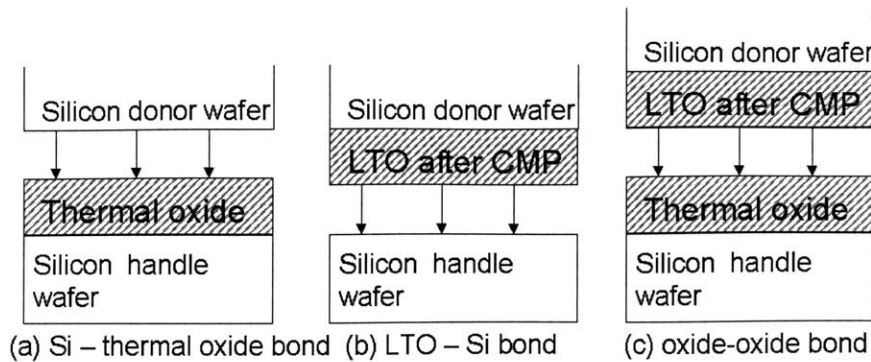 Silicon donor wafer
Thermal oxide
Silicon handle
wafer
(a) Si – thermal oxide bond
Silicon donor wafer
LTO after CMP
Silicon handle
wafer
(b) LTO – Si bond
Silicon donor wafer
LTO after CMP
Thermal oxide
Silicon handle
wafer
(c) oxide-oxide bond